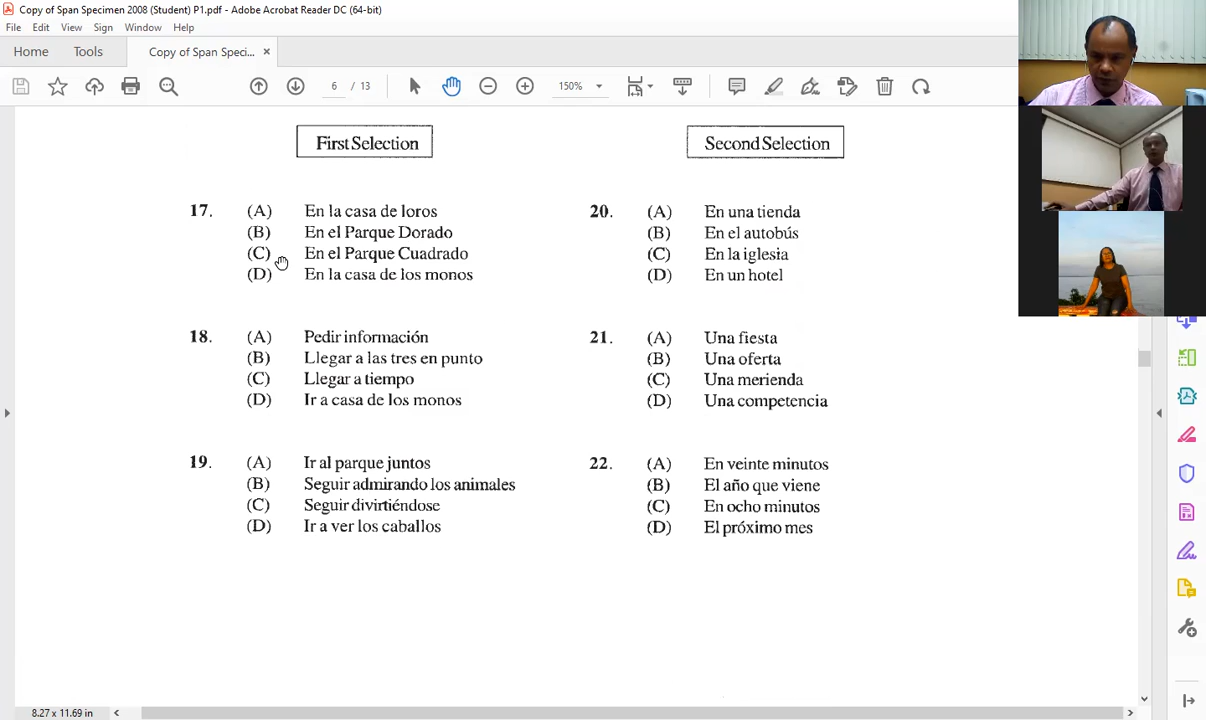 Copy of Span Specimen 2008 (Student) P1.pdf - Adobe Acrobat Reader DC (64-bit)
File Edit View Sign Window Help
Home Tools Copy of Span Speci... ×
6 / 13 150%
First Selection
17. (A) En la casa de loros
(B) En el Parque Dorado
(C) En el Parque Cuadrado
(D) En la casa de los monos
18. (A) Pedir información
(B) Llegar a las tres en punto
(C) Llegar a tiempo
(D) Ir a casa de los monos
19. (A) Ir al parque juntos
(B) Seguir admirando los animales
(C) Seguir divirtiéndose
(D) Ir a ver los caballos
Second Selection
20. (A) En una tienda
(B) En el autobús
(C) En la iglesia
(D) En un hotel
21. (A) Una fiesta
(B) Una oferta
(C) Una merienda
(D) Una competencia
22. (A) En veinte minutos
(B) El año que viene
(C) En ocho minutos
(D) El próximo mes
8.27 x 11.69 in